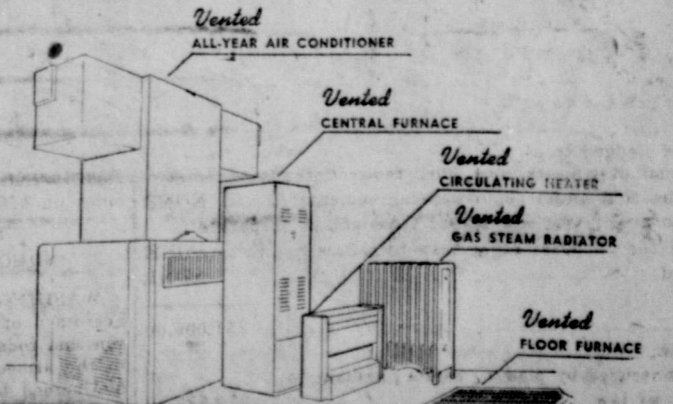 Vented
ALL-YEAR AIR CONDITIONER
Vented
CENTRAL FURNACE
Vented
CIRCULATING HEATER
Vented
GAS STEAM RADIATOR
Vented
FLOOR FURNACE